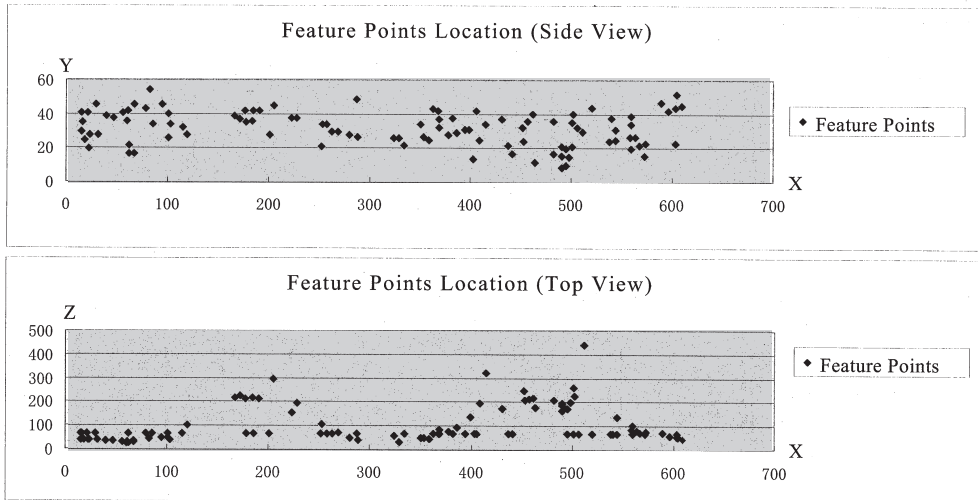 Feature Points Location (Side View)
Y
60
40
20
0
0 100 200 300 400 500 600 700
X
Feature Points
Feature Points Location (Top View)
Z
500
400
300
200
100
0
0 100 200 300 400 500 600 700
X
Feature Points